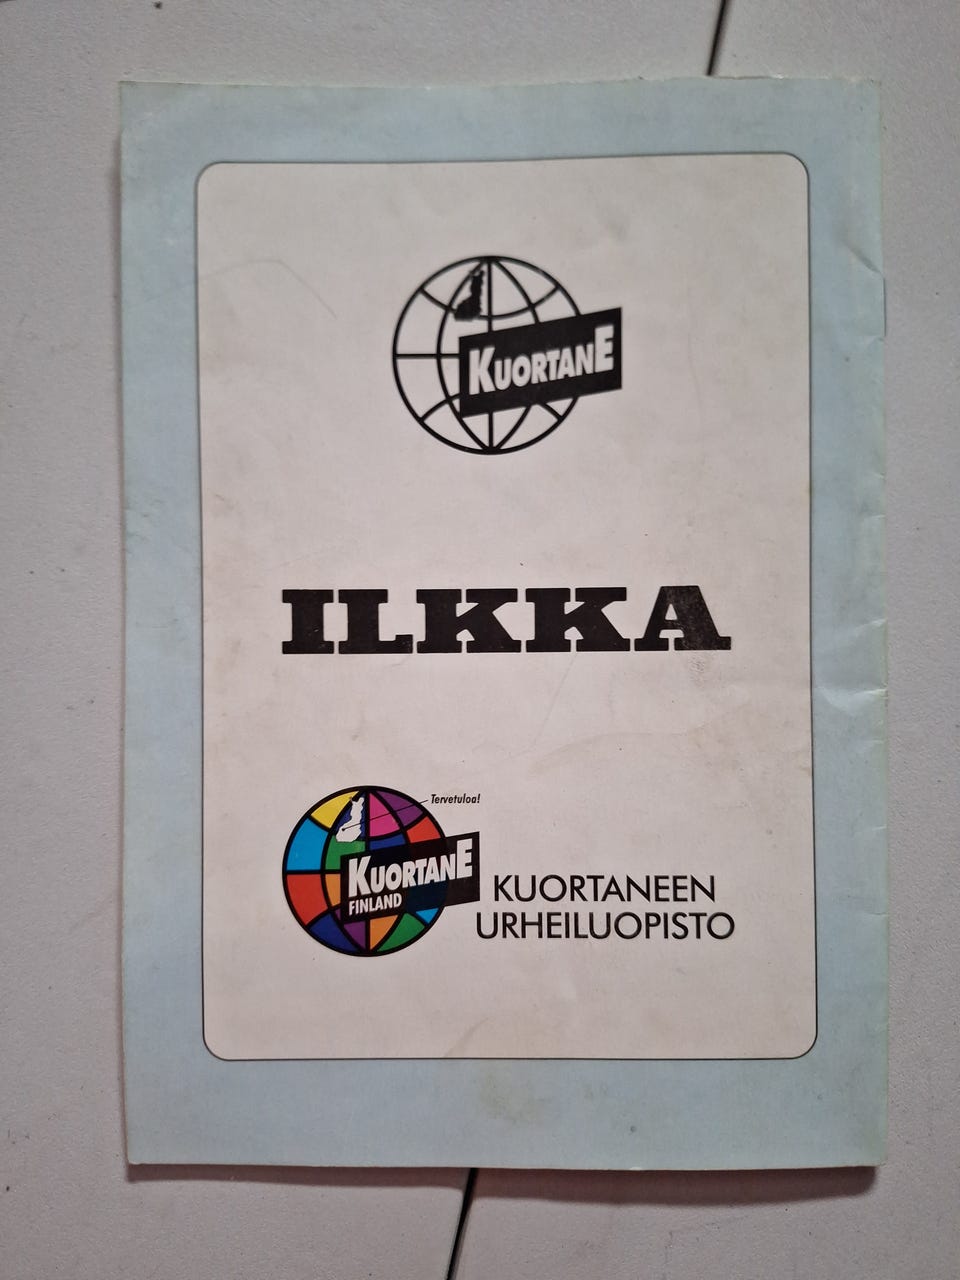 KUORTANE
ILKKA
Tervetuloa!
KUORTANE
FINLAND
KUORTANEEN
URHEILUOPISTO